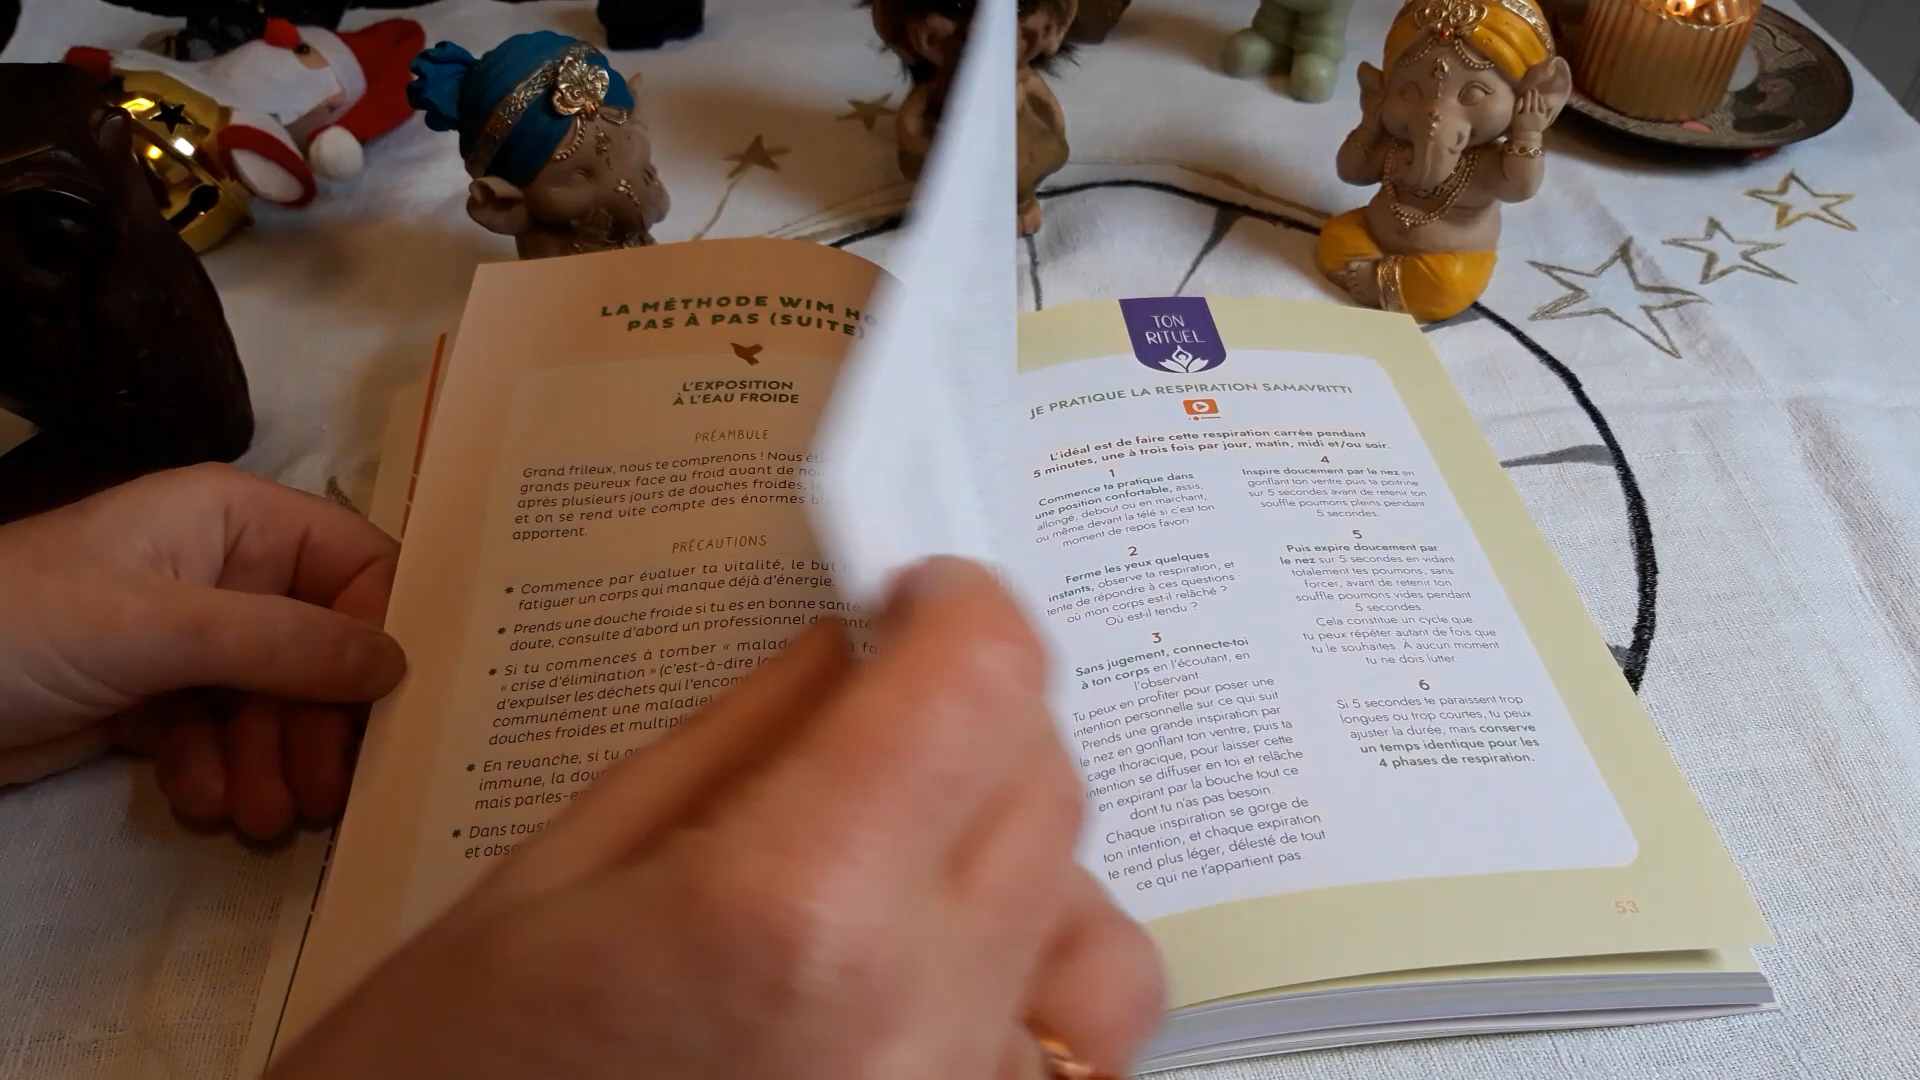 LA MÉTHODE WIM
PAS À PAS (SUITE)
L'EXPOSITION
À L'EAU FROIDE
PRÉAMBULE
Grand frileux, nous te comprenons ! Nous
grands peureux face au froid avant de
après plusieurs jours de douches froides,
et on se rend vite compte des énormes
apportent.
PRÉCAUTIONS
* Commence par évaluer ta vitalité, le but
fatiguer un corps qui manque déjà d'énergie.
* Prends une douche froide si tu es en bonne santé
doute, consulte d'abord un professionnel de santé
* Si tu commences à tomber «
« crise d'élimination » (c'est-à-dire
d'expulser les déchets qui
communément une maladie)
douches froides et
* En revanche, si tu
immune, la
mais
* Dans tous
et
TON
RITUEL
JE PRATIQUE LA RESPIRATION SAMAVRITTI
L'idéal est de faire cette respiration carrée pendant
5 minutes, une à trois fois par jour, matin, midi et/ou soir.
1
Commence ta pratique dans
une position confortable, assis,
allongé, debout ou en marchant,
ou même devant la télé si c'est ton
moment de repos favori.
2
Ferme les yeux quelques
instants, observe ta respiration, et
tente de répondre à ces questions :
où mon corps est-il relâché ?
Où est-il tendu ?
3
Sans jugement, connecte-toi
à ton corps en l'écoutant, en
l'observant.
Tu peux en profiter pour poser une
intention personnelle sur ce qui suit.
Prends une grande inspiration par
le nez en gonflant ton ventre, puis ta
cage thoracique, pour laisser cette
intention se diffuser en toi et relâche
en expirant par la bouche tout ce
dont tu n'as pas besoin.
Chaque inspiration se gorge de
ton intention, et chaque expiration
te rend plus léger, délesté de tout
ce qui ne t'appartient pas.
4
Inspire doucement par le nez en
gonflant ton ventre puis ta poitrine
sur 5 secondes avant de retenir ton
souffle poumons pleins pendant
5 secondes.
5
Puis expire doucement par
le nez sur 5 secondes en vidant
totalement tes poumons, sans
forcer, avant de retenir ton
souffle poumons vides pendant
5 secondes.
Cela constitue un cycle que
tu peux répéter autant de fois que
tu le souhaites. À aucun moment
tu ne dois lutter.
6
Si 5 secondes te paraissent trop
longues ou trop courtes, tu peux
ajuster la durée, mais conserve
un temps identique pour les
4 phases de respiration.
53